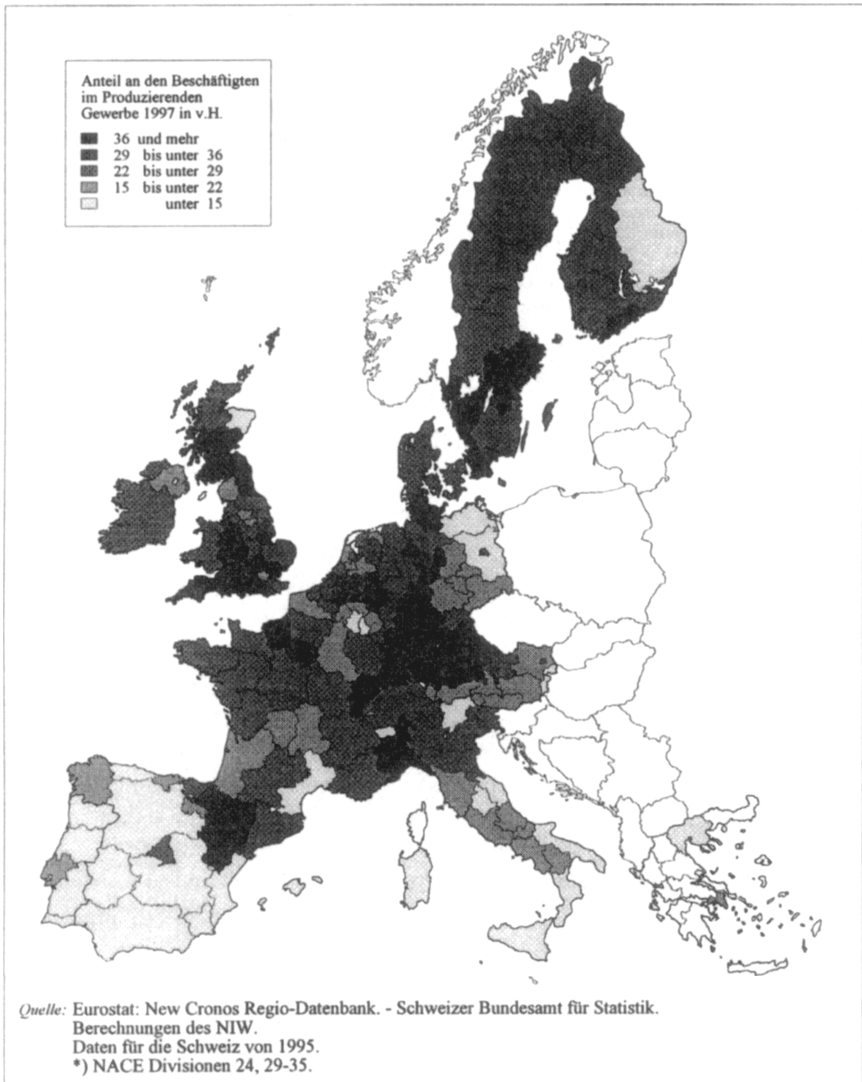 Anteil an den Beschäftigten
im Produzierenden
Gewerbe 1997 in v.H.
36 und mehr
29 bis unter 36
22 bis unter 29
15 bis unter 22
unter 15
Quelle: Eurostat: New Cronos Regio-Datenbank. - Schweizer Bundesamt für Statistik.
Berechnungen des NIW.
Daten für die Schweiz von 1995.
*) NACE Divisionen 24, 29-35.